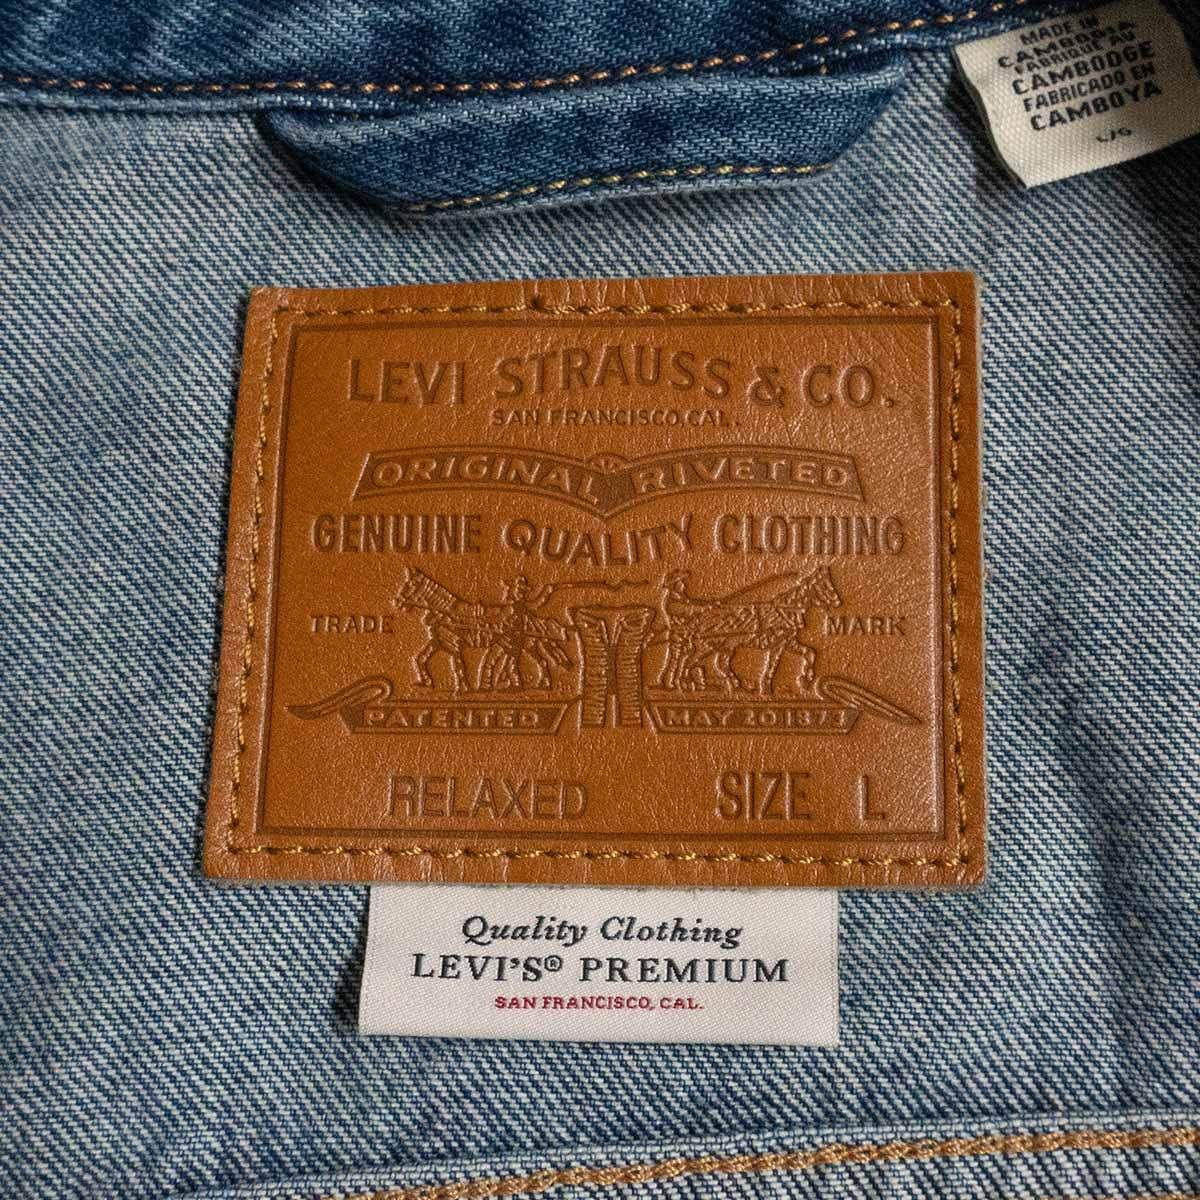 MADE IN
CAMBODIA
FABRIQUE AU
CAMBODGE
FABRICADO EN
CAMBOYA
L/G
LEVI STRAUSS & CO.
SAN FRANCISCO, CAL.
ORIGINAL RIVETED
GENUINE QUALITY CLOTHING
TRADE MARK
PATENTED MAY 20 1873
RELAXED SIZE L
Quality Clothing
LEVI'S® PREMIUM
SAN FRANCISCO, CAL.